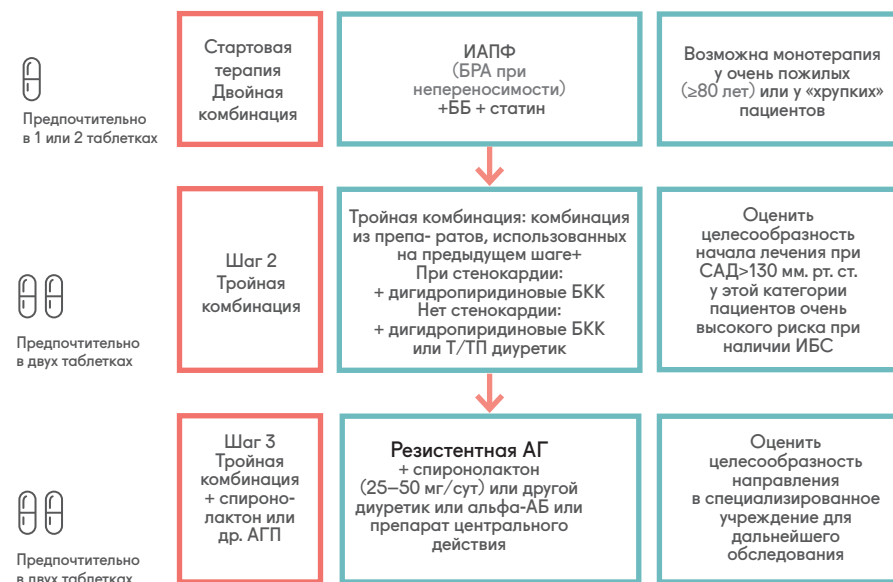 Предпочтительно
в 1 или 2 таблетках
Стартовая
терапия
Двойная
комбинация
ИАПФ
(БРА при
непереносимости)
+ББ + статин
Возможна монотерапия
у очень пожилых
(≥80 лет) или у «хрупких»
пациентов
Предпочтительно
в двух таблетках
Шаг 2
Тройная
комбинация
Тройная комбинация: комбинация
из препа- ратов, использованных
на предыдущем шаге+
При стенокардии:
+ дигидропиридиновые БКК
Нет стенокардии:
+ дигидропиридиновые БКК
или Т/ТП диуретик
Оценить
целесообразность
начала лечения при
САД>130 мм. рт. ст.
у этой категории
пациентов очень
высокого риска при
наличии ИБС
Предпочтительно
в двух таблетках
Шаг 3
Тройная
комбинация
+ спироно-
лактон или
др. АГП
Резистентная АГ
+ спиронолактон
(25–50 мг/сут) или другой
диуретик или альфа-АБ или
препарат центрального
действия
Оценить
целесообразность
направления
в специализированное
учреждение для
дальнейшего
обследования